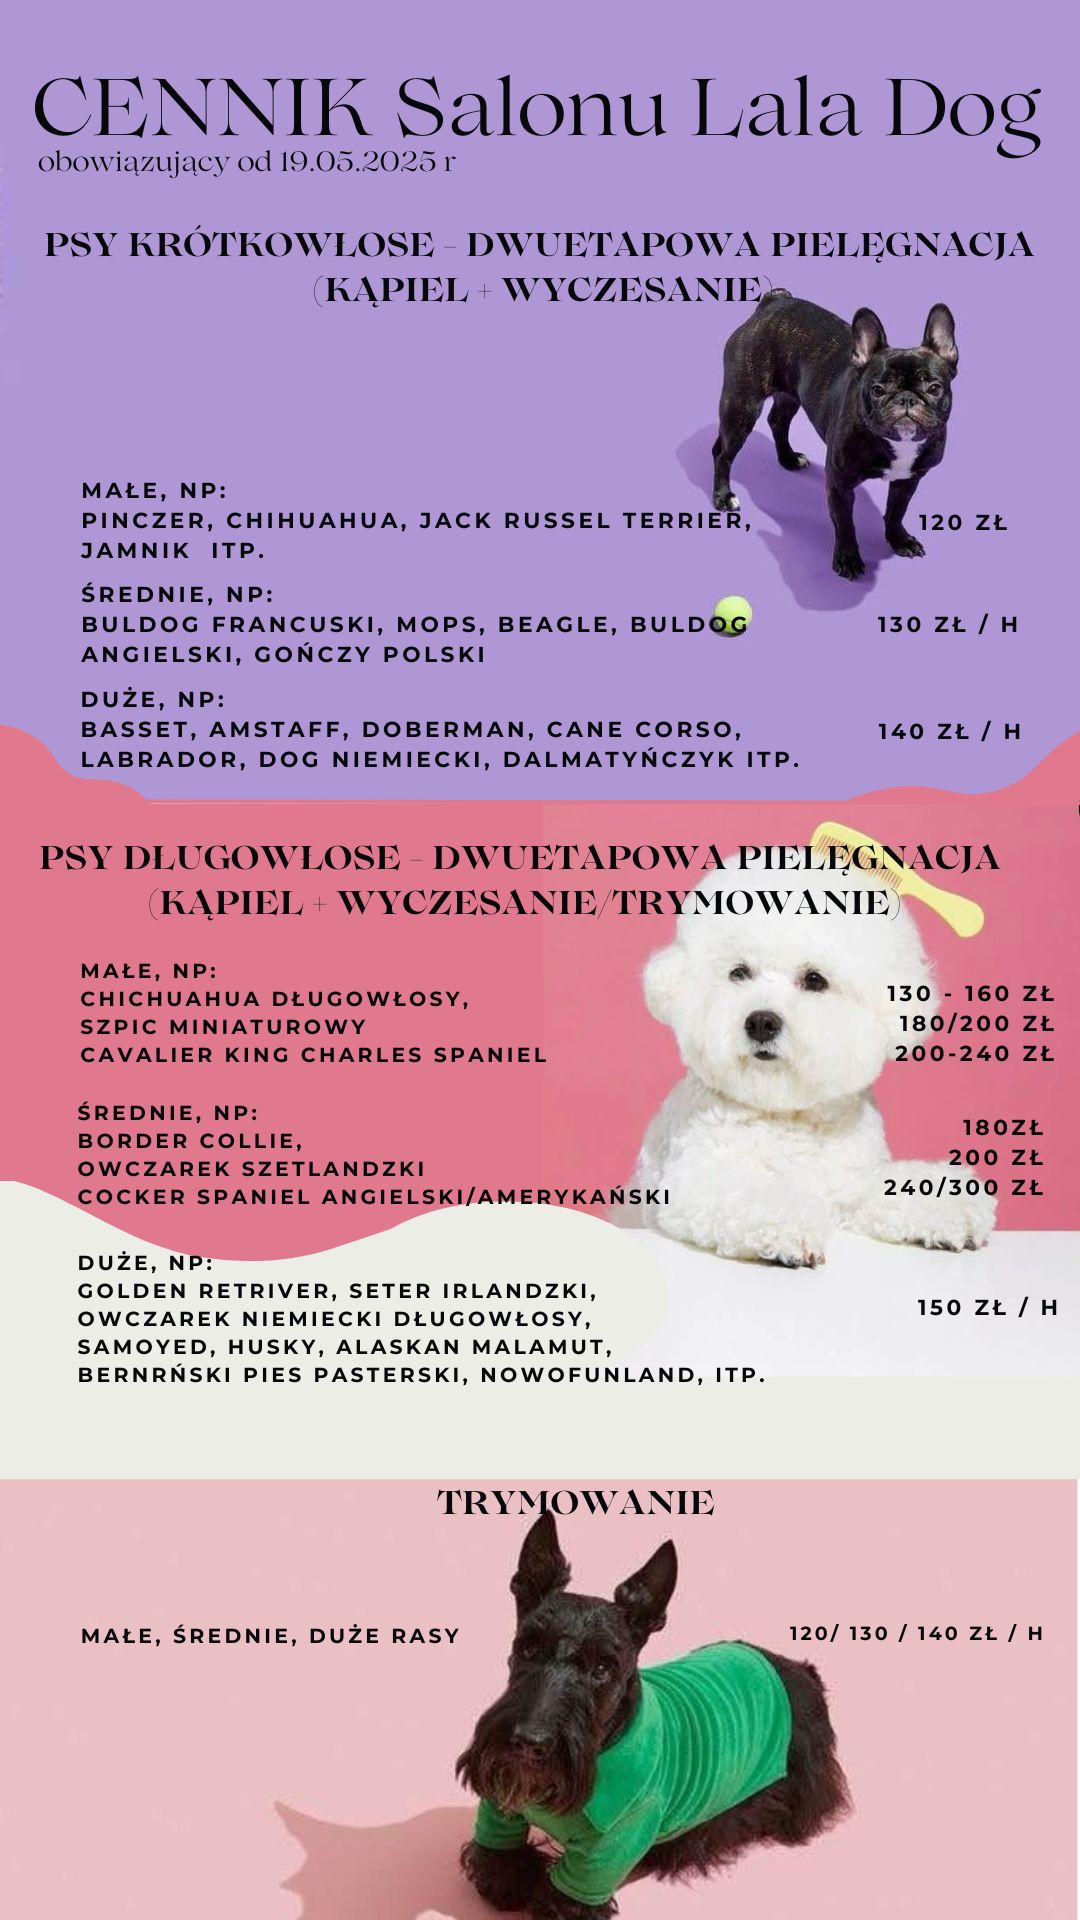 CENNIK Salonu Lala Dog
obowiązujący od 19.05.2025 r
PSY KRÓTKOWŁOSE - DWUETAPOWA PIELĘGNACJA
(KĄPIEL + WYCZESANIE)
MAŁE, NP:
PINCZER, CHIHUAHUA, JACK RUSSEL TERRIER,
JAMNIK ITP.
120 ZŁ
ŚREDNIE, NP:
BULDOG FRANCUSKI, MOPS, BEAGLE, BULDOG
ANGIELSKI, GOŃCZY POLSKI
130 ZŁ / H
DUŻE, NP:
BASSET, AMSTAFF, DOBERMAN, CANE CORSO,
LABRADOR, DOG NIEMIECKI, DALMATYŃCZYK ITP.
140 ZŁ / H
PSY DŁUGOWŁOSE - DWUETAPOWA PIELĘGNACJA
(KĄPIEL + WYCZESANIE/TRYMOWANIE)
MAŁE, NP:
CHICHUAHUA DŁUGOWŁOSY,
SZPIC MINIATUROWY
CAVALIER KING CHARLES SPANIEL
130 - 160 ZŁ
180/200 ZŁ
200-240 ZŁ
ŚREDNIE, NP:
BORDER COLLIE,
OWCZAREK SZETLANDZKI
COCKER SPANIEL ANGIELSKI/AMERYKAŃSKI
180ZŁ
200 ZŁ
240/300 ZŁ
DUŻE, NP:
GOLDEN RETRIVER, SETER IRLANDZKI,
OWCZAREK NIEMIECKI DŁUGOWŁOSY,
SAMOYED, HUSKY, ALASKAN MALAMUT,
BERNRŃSKI PIES PASTERSKI, NOWOFUNLAND, ITP.
150 ZŁ / H
TRYMOWANIE
MAŁE, ŚREDNIE, DUŻE RASY
120/ 130 / 140 ZŁ / H